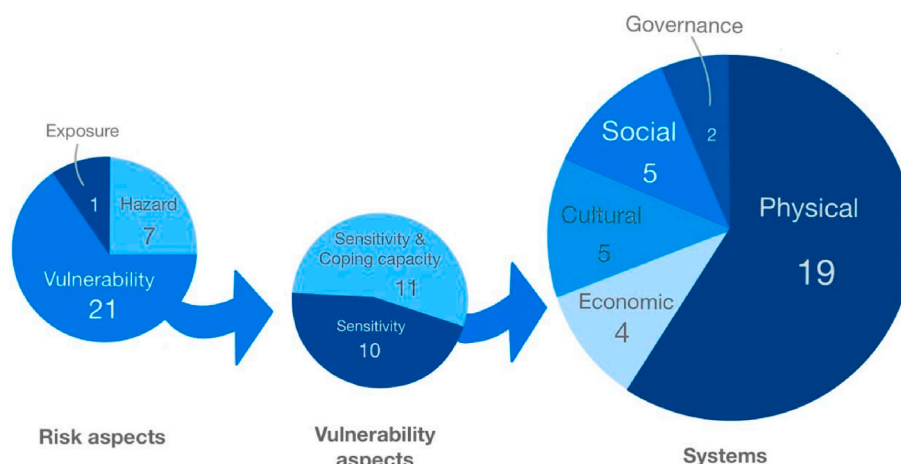 Exposure
1
Hazard
7
Vulnerability
21
Risk aspects
Sensitivity &
Coping capacity
11
Sensitivity
10
Vulnerability
aspects
Governance
2
Social
5
Cultural
5
Economic
4
Physical
19
Systems